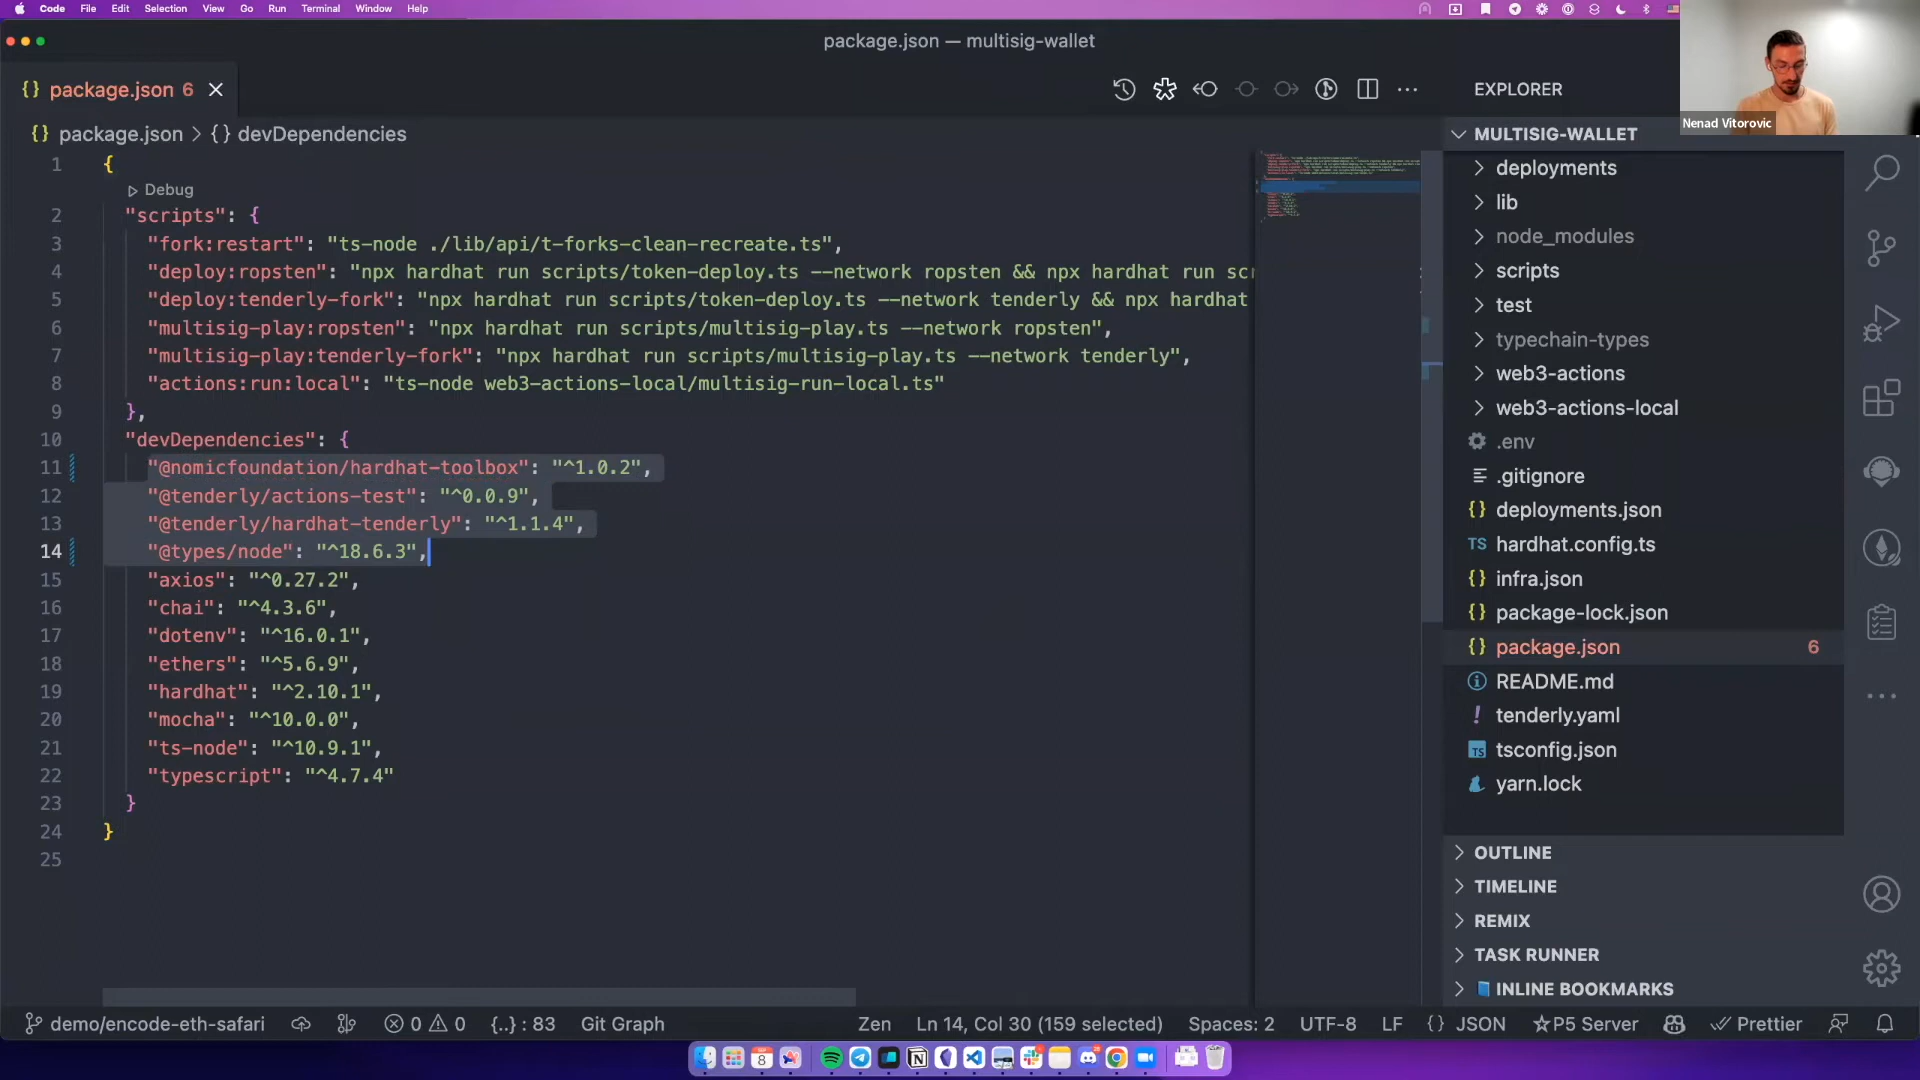 Code File Edit Selection View Go Run Terminal Window Help
package.json — multisig-wallet
package.json 6
EXPLORER
Nenad Vitorovic
package.json > {} devDependencies
1 {
Debug
2 "scripts": {
3 "fork:restart": "ts-node ./lib/api/t-forks-clean-recreate.ts",
4 "deploy:ropsten": "npx hardhat run scripts/token-deploy.ts --network ropsten && npx hardhat run scr
5 "deploy:tenderly-fork": "npx hardhat run scripts/token-deploy.ts --network tenderly && npx hardhat
6 "multisig-play:ropsten": "npx hardhat run scripts/multisig-play.ts --network ropsten",
7 "multisig-play:tenderly-fork": "npx hardhat run scripts/multisig-play.ts --network tenderly",
8 "actions:run:local": "ts-node web3-actions-local/multisig-run-local.ts"
9 },
10 "devDependencies": {
11 "@nomicfoundation/hardhat-toolbox": "^1.0.2",
12 "@tenderly/actions-test": "^0.0.9",
13 "@tenderly/hardhat-tenderly": "^1.1.4",
14 "@types/node": "^18.6.3",
15 "axios": "^0.27.2",
16 "chai": "^4.3.6",
17 "dotenv": "^16.0.1",
18 "ethers": "^5.6.9",
19 "hardhat": "^2.10.1",
20 "mocha": "^10.0.0",
21 "ts-node": "^10.9.1",
22 "typescript": "^4.7.4"
23 }
24 }
25
MULTISIG-WALLET
deployments
lib
node_modules
scripts
test
typechain-types
web3-actions
web3-actions-local
.env
.gitignore
{} deployments.json
TS hardhat.config.ts
{} infra.json
{} package-lock.json
{} package.json 6
README.md
! tenderly.yaml
TS tsconfig.json
yarn.lock
OUTLINE
TIMELINE
REMIX
TASK RUNNER
INLINE BOOKMARKS
demo/encode-eth-safari 0 0 {..} : 83 Git Graph Zen Ln 14, Col 30 (159 selected) Spaces: 2 UTF-8 LF {} JSON P5 Server Prettier
SEP 8